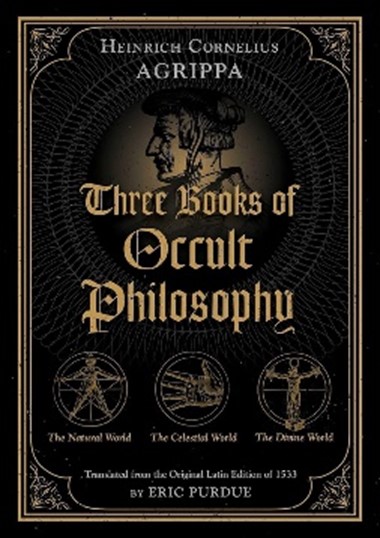 HEINRICH CORNELIUS
AGRIPPA
Three Books of
Occult
Philosophy
The Natural World
The Celestial World
The Divine World
Translated from the Original Latin Edition of 1533
BY ERIC PURDUE